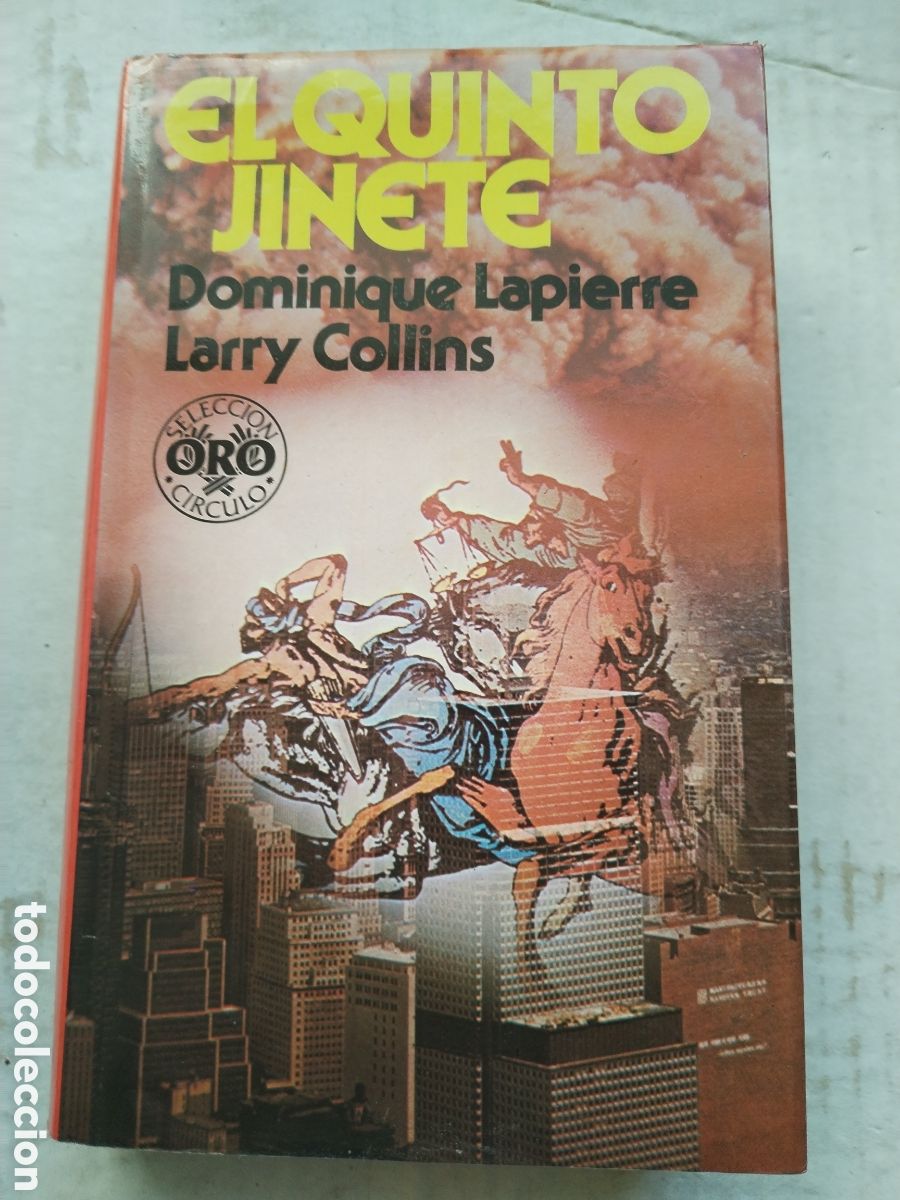 EL QUINTO
JINETE
Dominique Lapierre
Larry Collins
SELECCION
ORO
CIRCULO
todocoleccion